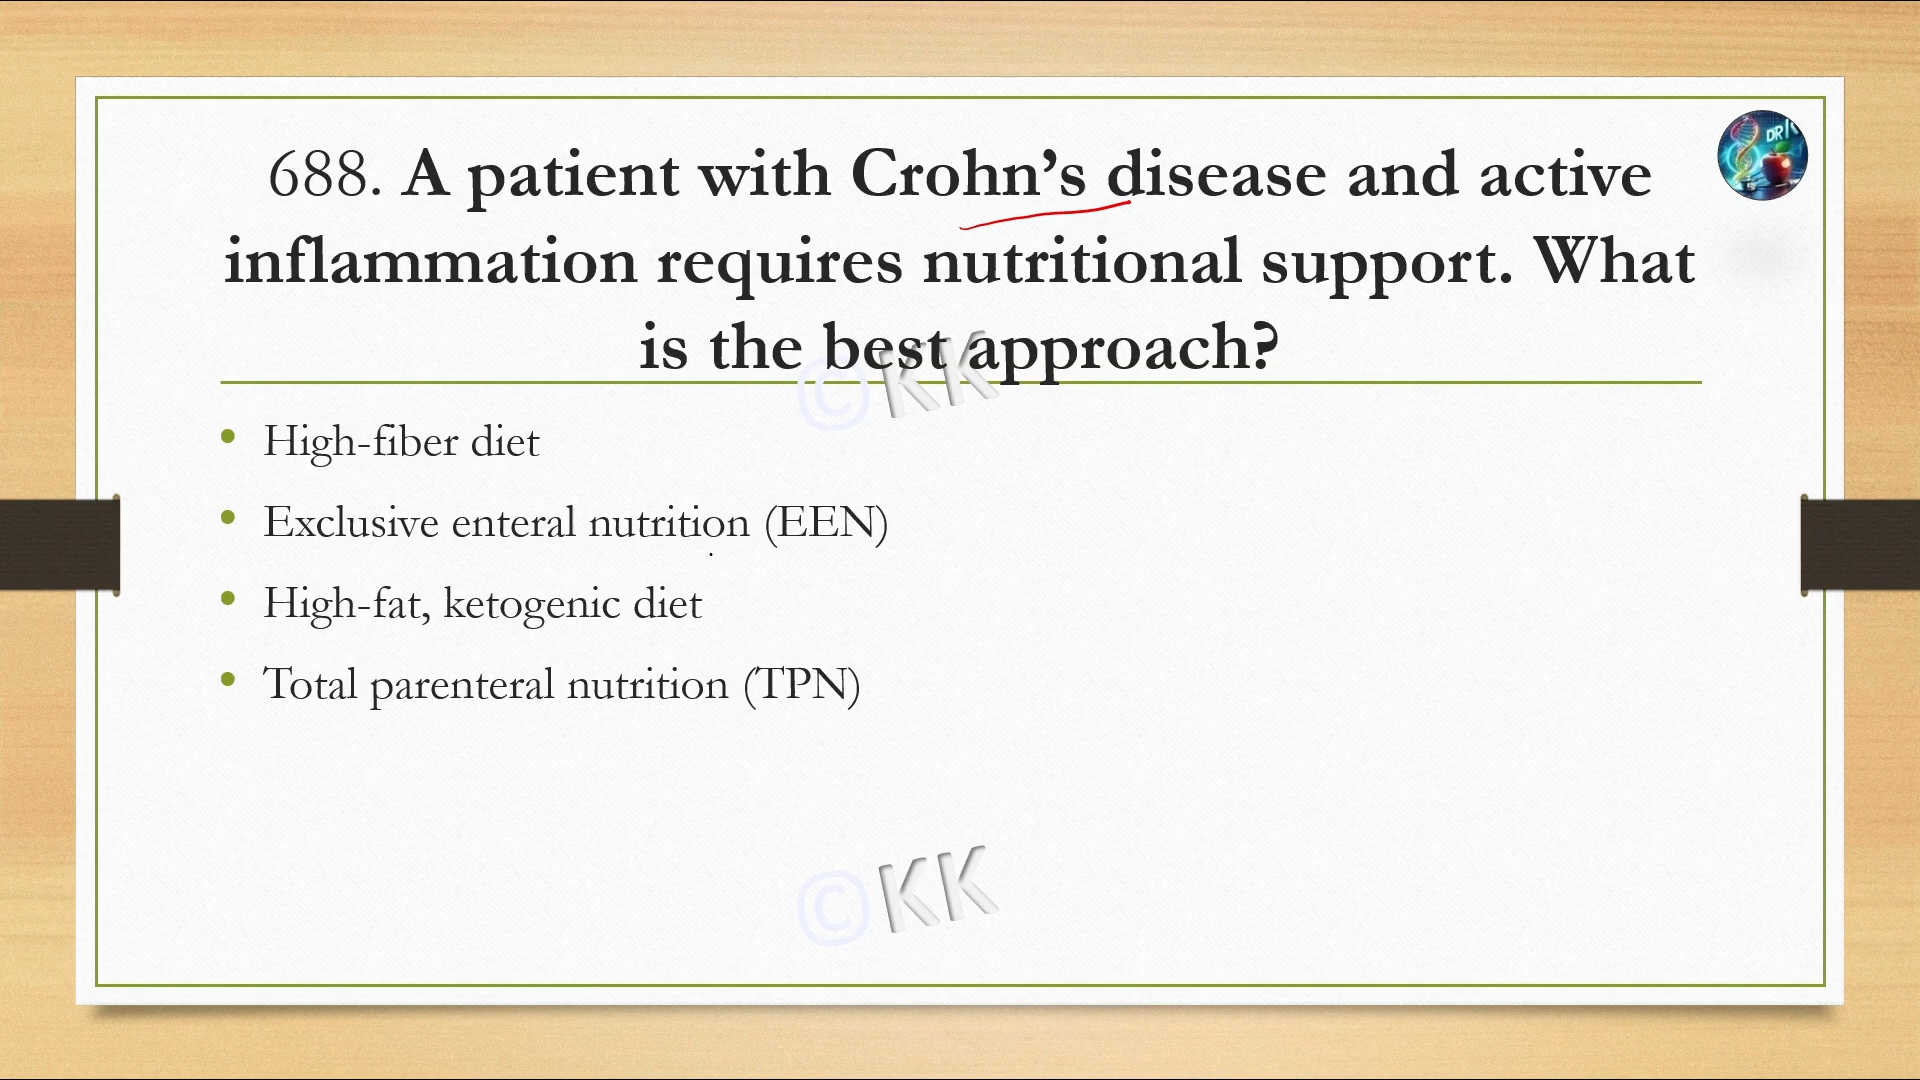 688. A patient with Crohn’s disease and active
inflammation requires nutritional support. What
is the best approach?
• High-fiber diet
• Exclusive enteral nutrition (EEN)
• High-fat, ketogenic diet
• Total parenteral nutrition (TPN)
©KK
©KK